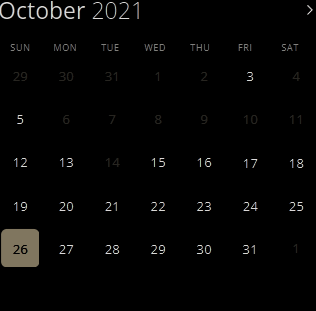 October 2021
SUN MON TUE WED THU FRI SAT
29 30 31 1 2 3 4
5 6 7 8 9 10 11
12 13 14 15 16 17 18
19 20 21 22 23 24 25
26 27 28 29 30 31 1